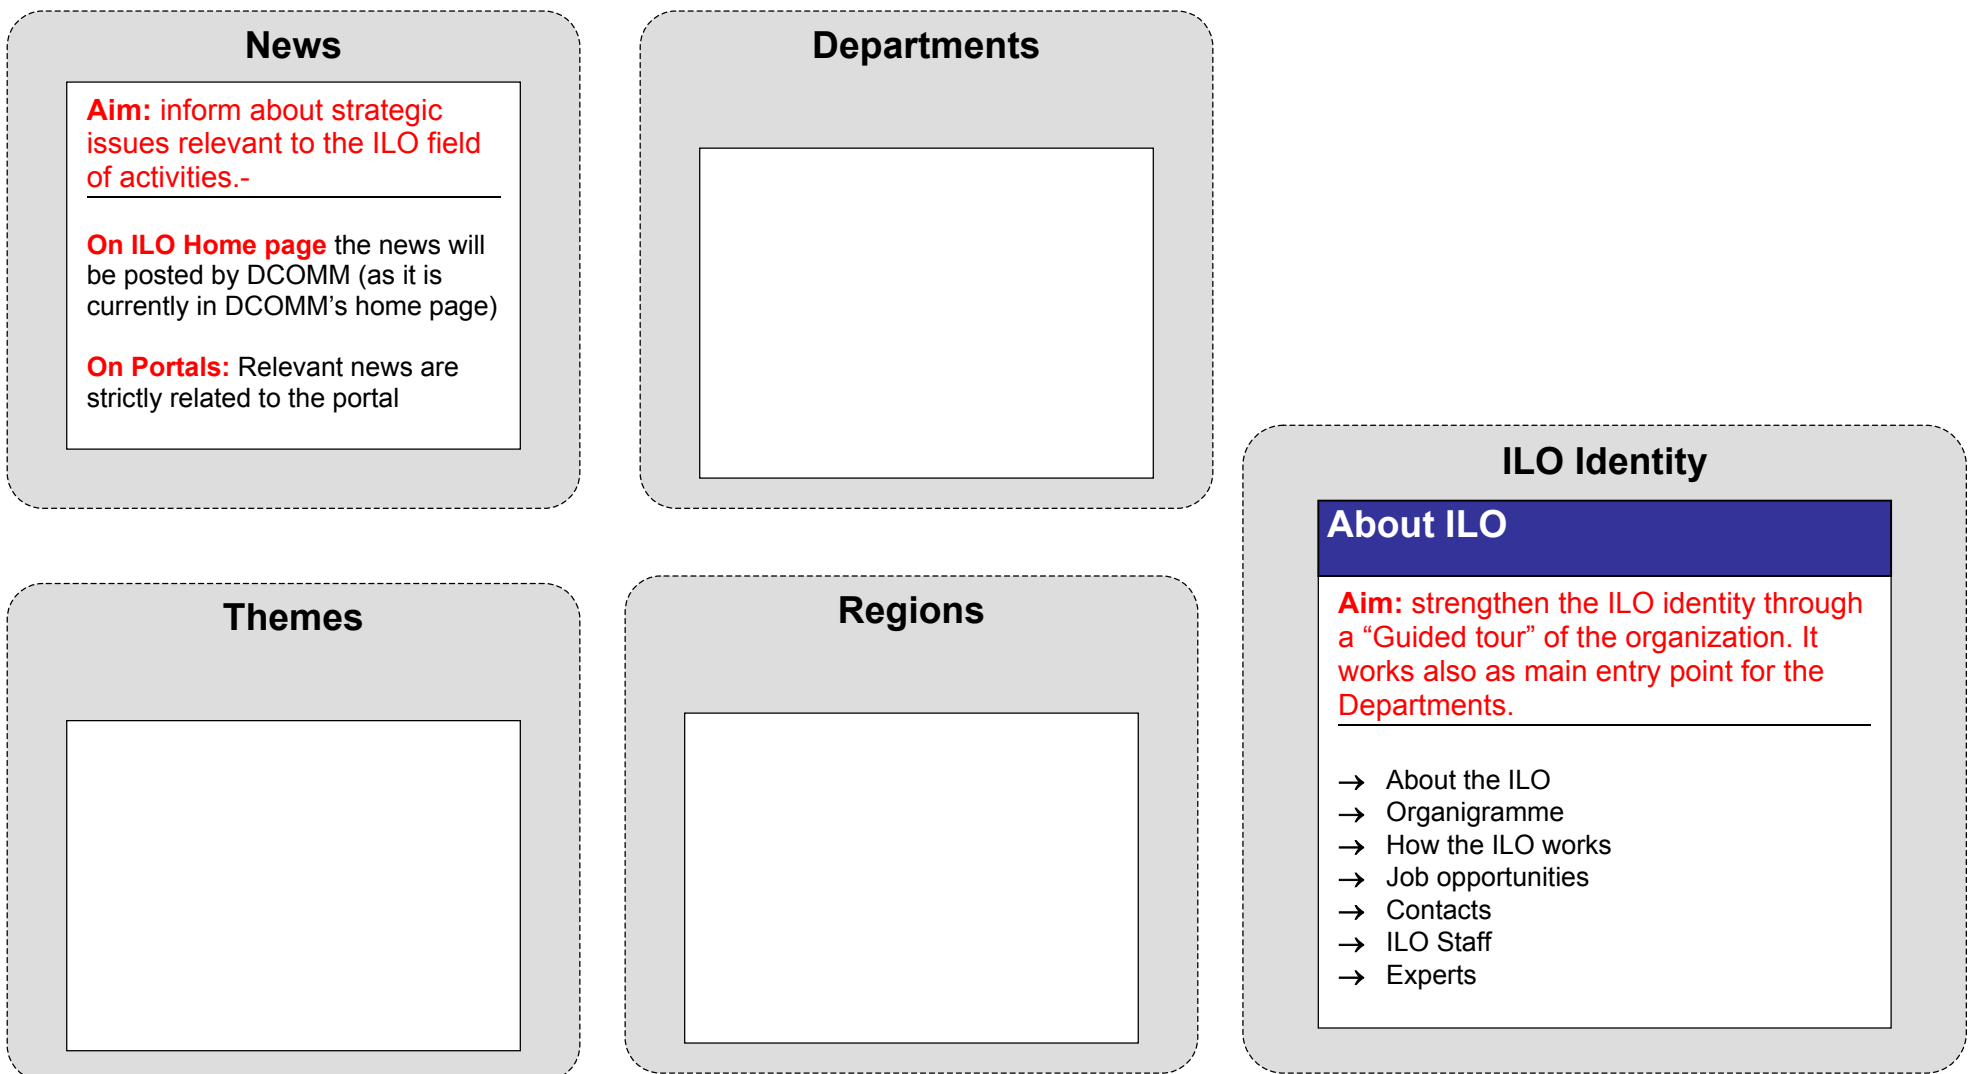 News
Aim: inform about strategic
issues relevant to the ILO field
of activities.-
On ILO Home page the news will
be posted by DCOMM (as it is
currently in DCOMM’s home page)
On Portals: Relevant news are
strictly related to the portal
Departments
Themes
Regions
ILO Identity
About ILO
Aim: strengthen the ILO identity through
a “Guided tour” of the organization. It
works also as main entry point for the
Departments.
→ About the ILO
→ Organigramme
→ How the ILO works
→ Job opportunities
→ Contacts
→ ILO Staff
→ Experts